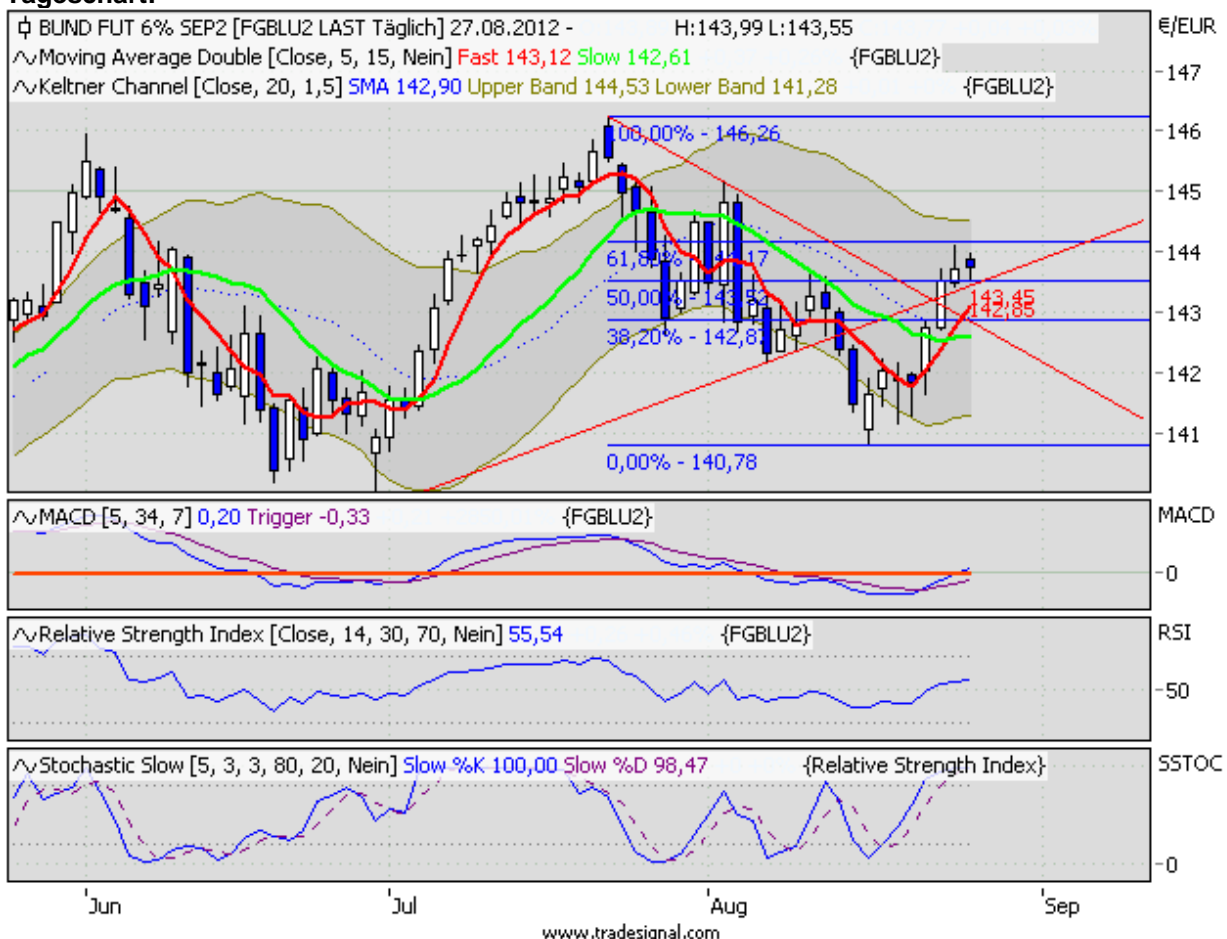 Tageschart:
BUND FUT 6% SEP2 [FGBLU2 LAST Täglich] 27.08.2012 - H:143,99 L:143,55
€/EUR
Moving Average Double [Close, 5, 15, Nein] Fast 143,12 Slow 142,61 {FGBLU2}
Keltner Channel [Close, 20, 1,5] SMA 142,90 Upper Band 144,53 Lower Band 141,28 {FGBLU2}
147
146
145
144
143
142
141
100,00% - 146,26
61,80%
50,00% - 143,52
38,20% - 142,87
0,00% - 140,78
143,45
142,85
MACD [5, 34, 7] 0,20 Trigger -0,33 {FGBLU2}
MACD
0
Relative Strength Index [Close, 14, 30, 70, Nein] 55,54 {FGBLU2}
RSI
50
Stochastic Slow [5, 3, 3, 80, 20, Nein] Slow %K 100,00 Slow %D 98,47 {Relative Strength Index}
SSTOC
0
Jun Jul Aug Sep
www.tradesignal.com